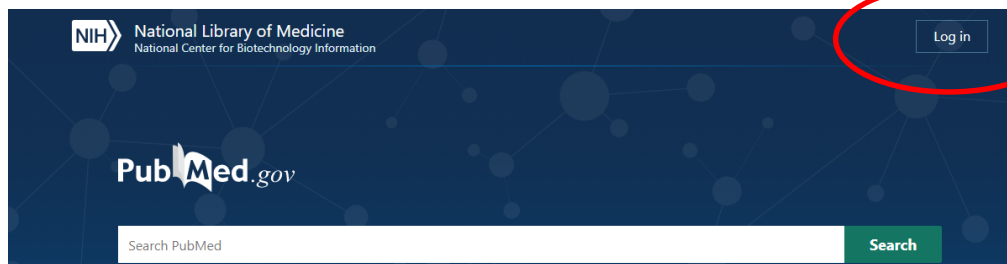 NIH National Library of Medicine
National Center for Biotechnology Information
Log in
PubMed.gov
Search PubMed
Search